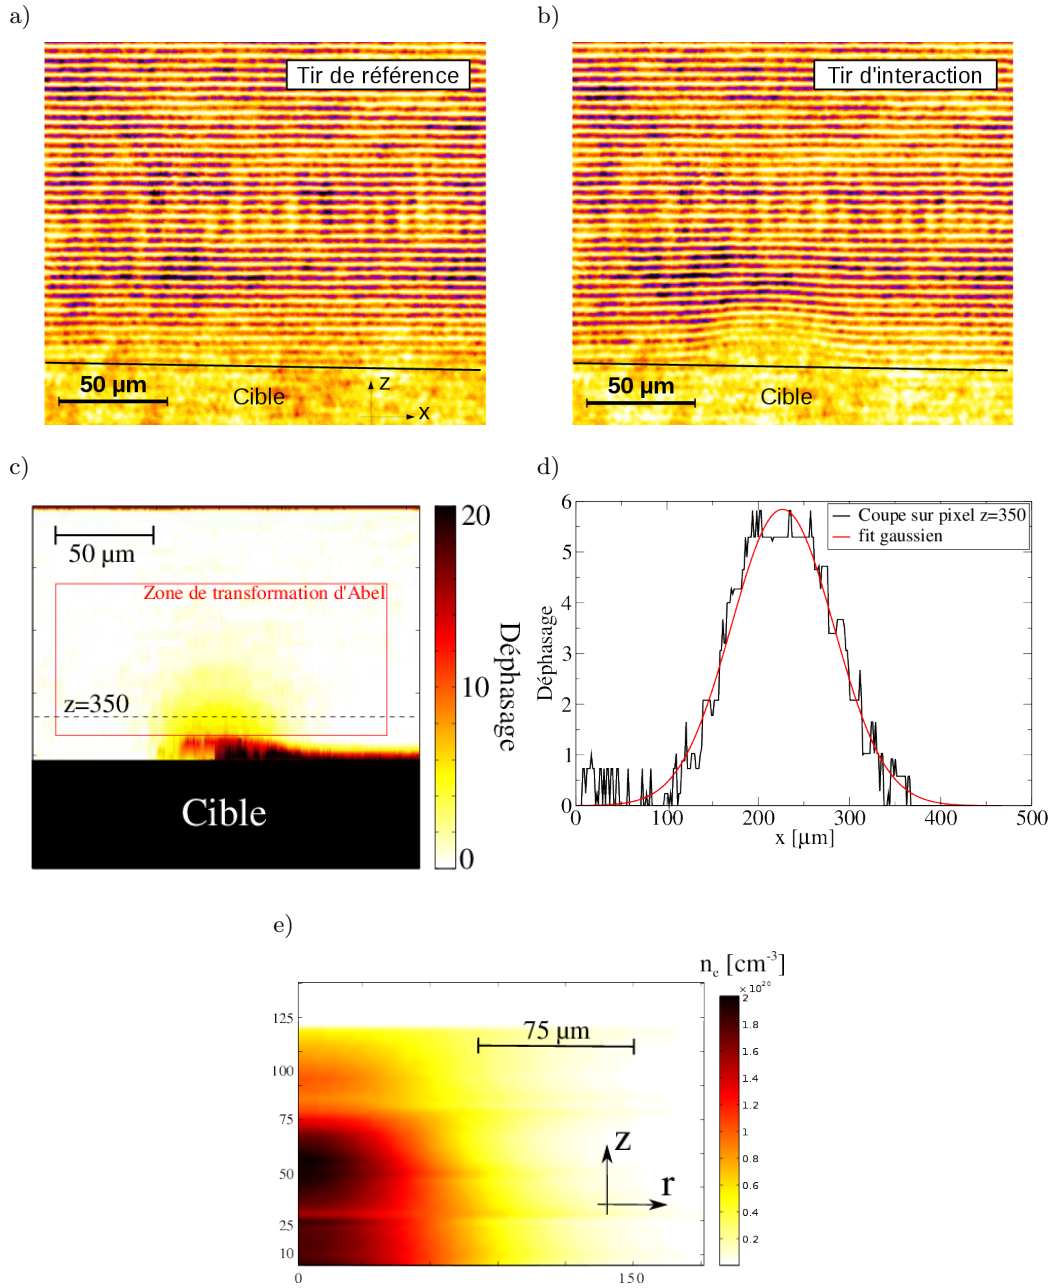 a)
b)
Tir de référence
Tir d'interaction
50 µm
Cible
z
x
50 µm
Cible
c)
d)
50 µm
Zone de transformation d'Abel
z=350
Cible
20
10
0
Déphasage
6
5
4
3
2
1
0
Déphasage
Coupe sur pixel z=350
fit gaussien
0 100 200 300 400 500
x [µm]
e)
n_e [cm^-3]
× 10^20
125
100
75
50
25
10
0 150
75 µm
z
r
2
1.8
1.6
1.4
1.2
1
0.8
0.6
0.4
0.2